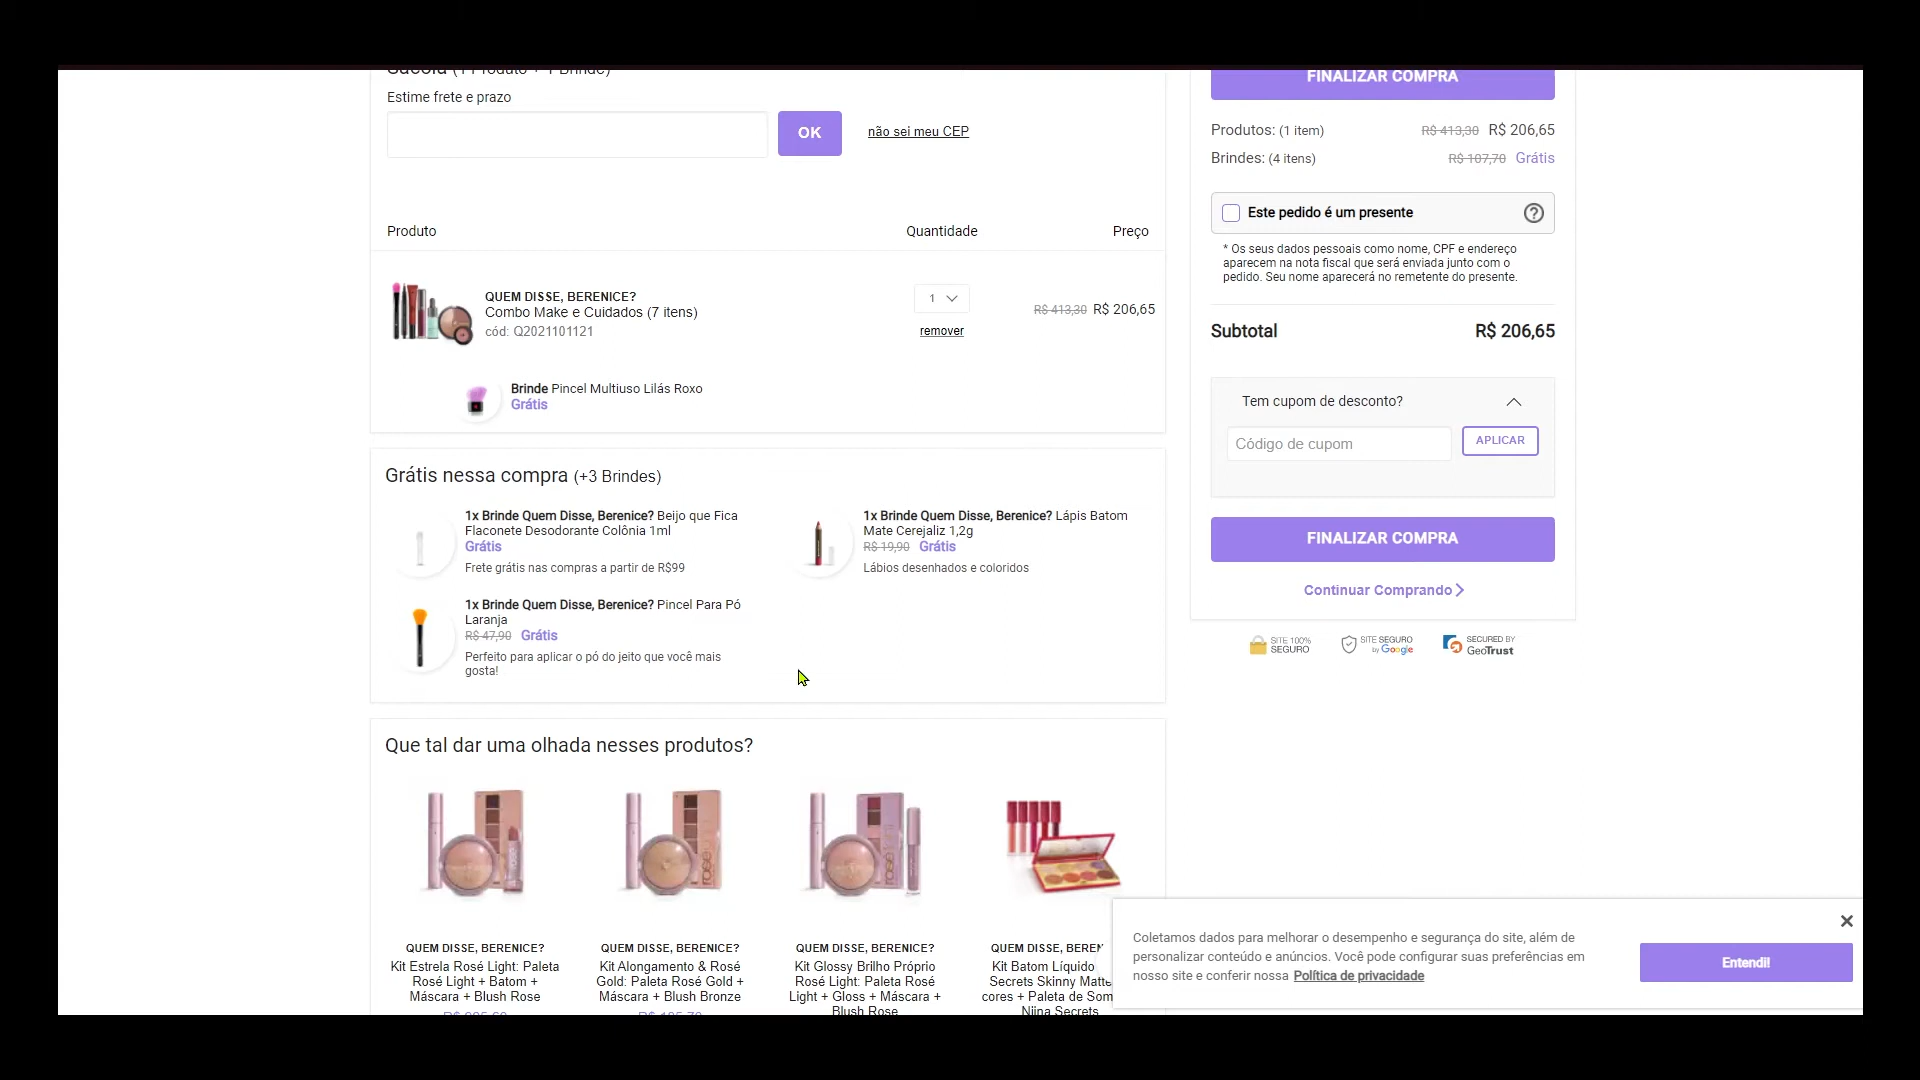 Sacola (1 Produto + 1 Brinde)
Estime frete e prazo
OK
não sei meu CEP
Produto
Quantidade
Preço
QUEM DISSE, BERENICE?
Combo Make e Cuidados (7 itens)
cód: Q2021101121
1
remover
R$ 413,30 R$ 206,65
Brinde Pincel Multiuso Lilás Roxo
Grátis
Grátis nessa compra (+3 Brindes)
1x Brinde Quem Disse, Berenice? Beijo que Fica
Flaconete Desodorante Colônia 1ml
Grátis
Frete grátis nas compras a partir de R$99
1x Brinde Quem Disse, Berenice? Lápis Batom
Mate Cerejaliz 1,2g
R$ 19,90 Grátis
Lábios desenhados e coloridos
1x Brinde Quem Disse, Berenice? Pincel Para Pó
Laranja
R$ 47,90 Grátis
Perfeito para aplicar o pó do jeito que você mais
gosta!
Que tal dar uma olhada nesses produtos?
QUEM DISSE, BERENICE?
Kit Estrela Rosé Light: Paleta
Rosé Light + Batom +
Máscara + Blush Rose
QUEM DISSE, BERENICE?
Kit Alongamento & Rosé
Gold: Paleta Rosé Gold +
Máscara + Blush Bronze
QUEM DISSE, BERENICE?
Kit Glossy Brilho Próprio
Rosé Light: Paleta Rosé
Light + Gloss + Máscara +
Blush Rose
QUEM DISSE, BEREN
Kit Batom Líquido
Secrets Skinny Matte
cores + Paleta de Som
Niina Secrets
FINALIZAR COMPRA
Produtos: (1 item) R$ 413,30 R$ 206,65
Brindes: (4 itens) R$ 107,70 Grátis
Este pedido é um presente
* Os seus dados pessoais como nome, CPF e endereço
aparecem na nota fiscal que será enviada junto com o
pedido. Seu nome aparecerá no remetente do presente.
Subtotal R$ 206,65
Tem cupom de desconto?
Código de cupom
APLICAR
FINALIZAR COMPRA
Continuar Comprando
SITE 100%
SEGURO
SITE SEGURO
by Google
SECURED BY
GeoTrust
Coletamos dados para melhorar o desempenho e segurança do site, além de
personalizar conteúdo e anúncios. Você pode configurar suas preferências em
nosso site e conferir nossa Política de privacidade
Entendi!